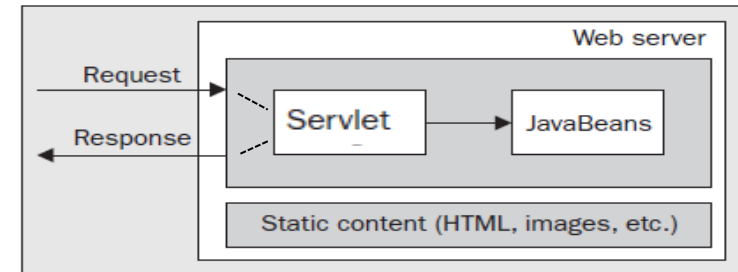 Web server
Request
Servlet
JavaBeans
Response
Static content (HTML, images, etc.)